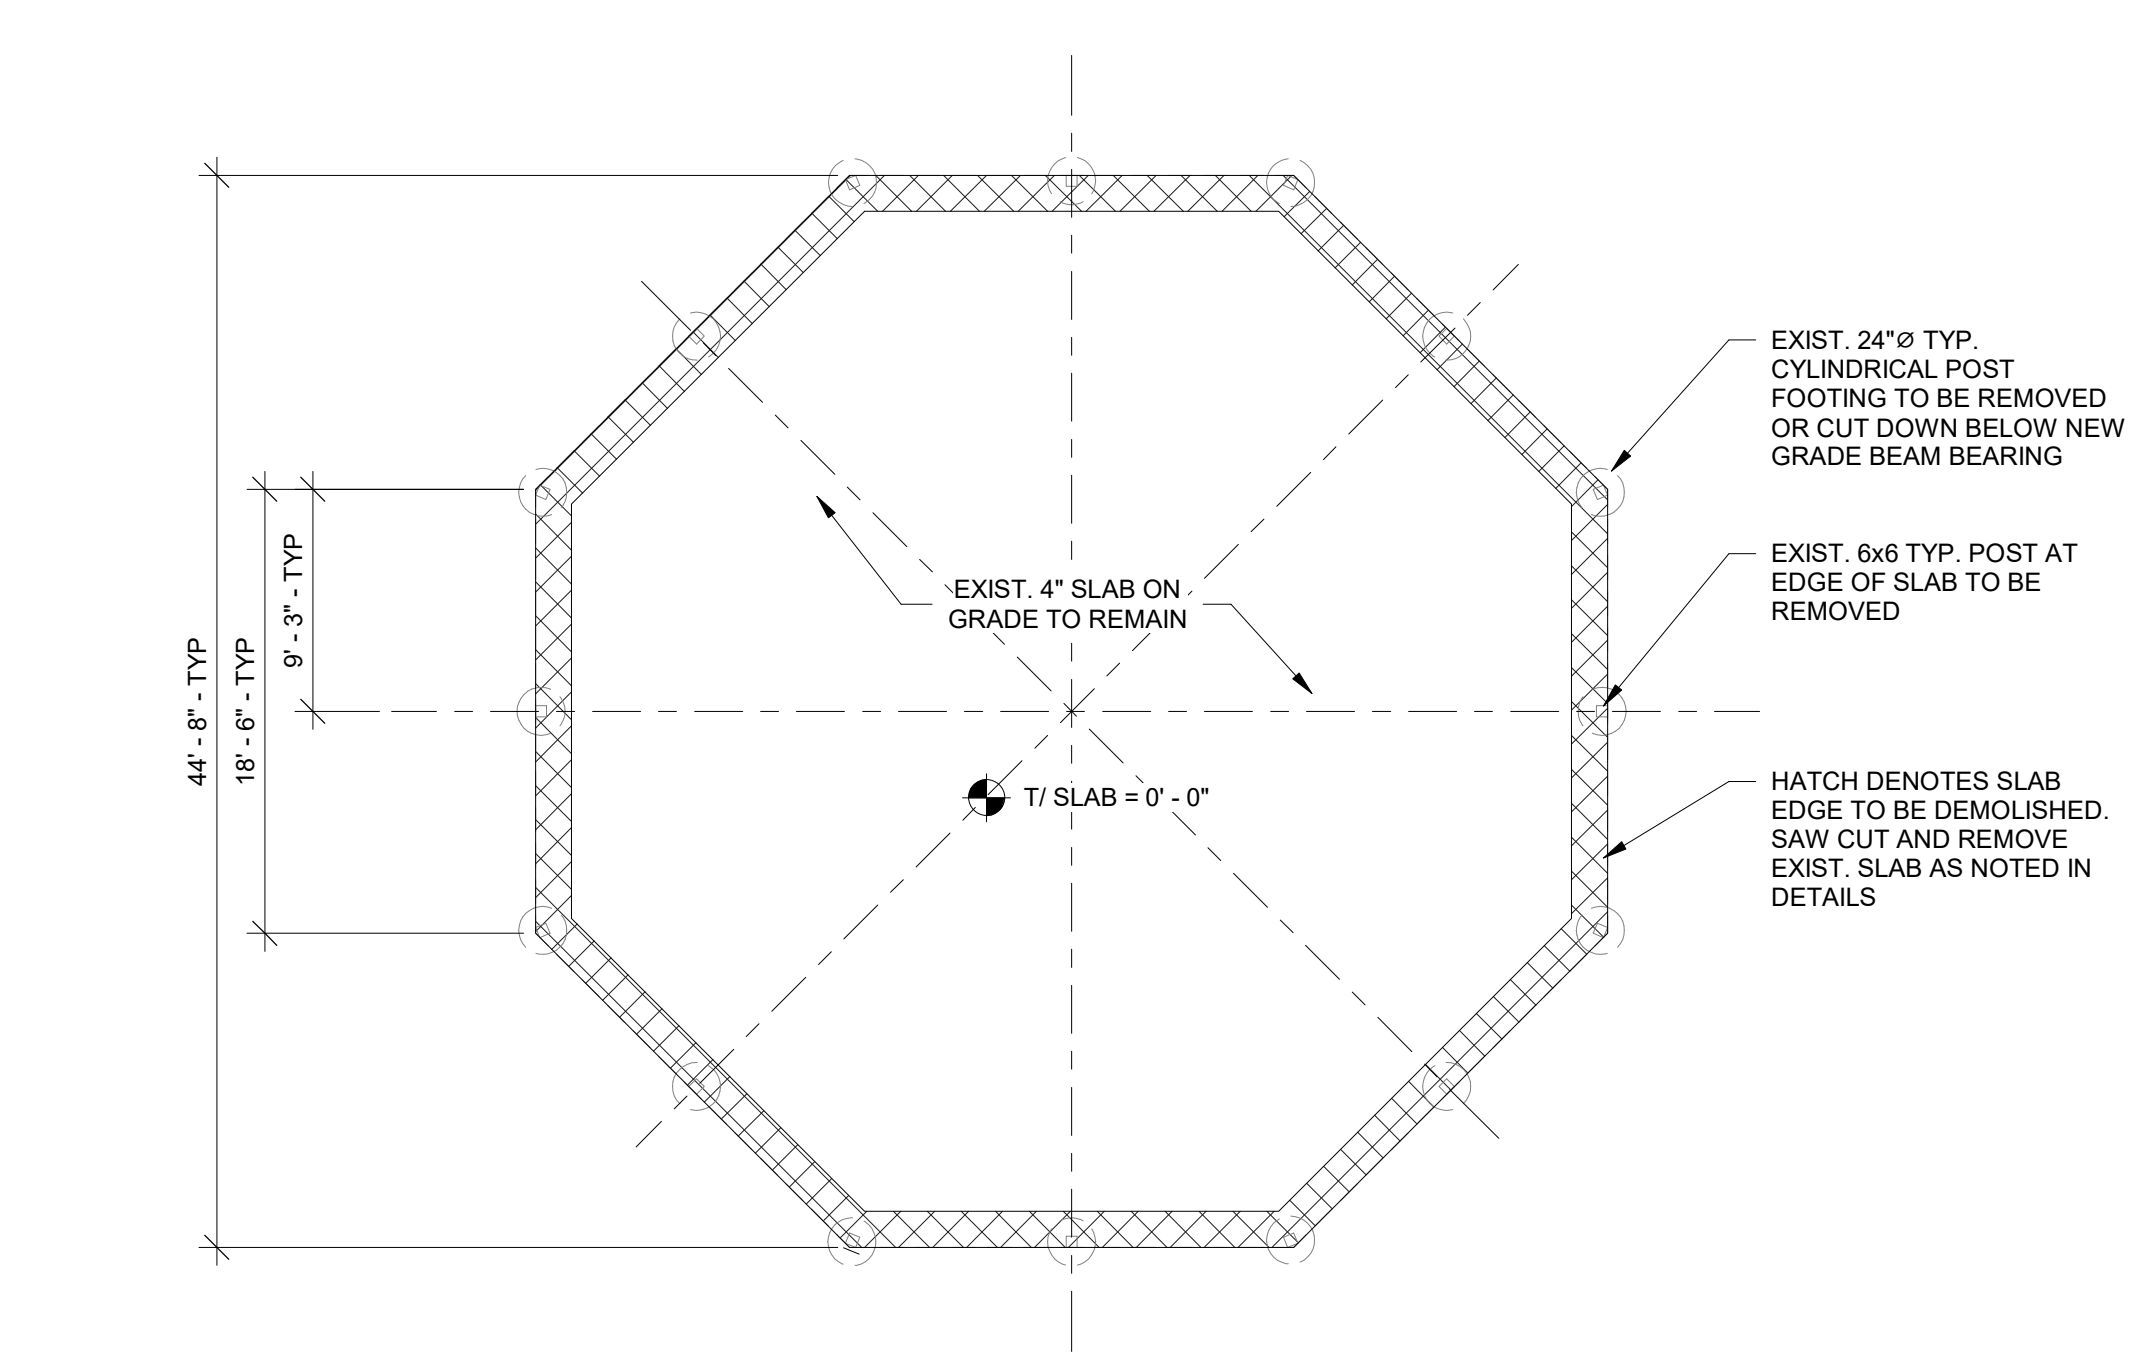 EXIST. 24"∅ TYP.
CYLINDRICAL POST
FOOTING TO BE REMOVED
OR CUT DOWN BELOW NEW
GRADE BEAM BEARING
EXIST. 6x6 TYP. POST AT
EDGE OF SLAB TO BE
REMOVED
EXIST. 4" SLAB ON
GRADE TO REMAIN
44' - 8" - TYP
18' - 6" - TYP
9' - 3" - TYP
T/ SLAB = 0' - 0"
HATCH DENOTES SLAB
EDGE TO BE DEMOLISHED.
SAW CUT AND REMOVE
EXIST. SLAB AS NOTED IN
DETAILS